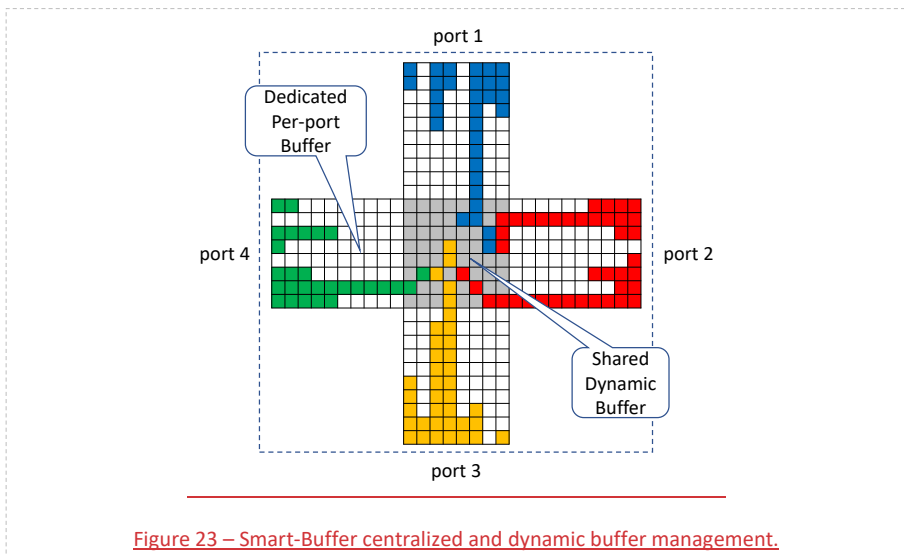 port 1
Dedicated
Per-port
Buffer
port 4
port 2
Shared
Dynamic
Buffer
port 3
Figure 23 – Smart-Buffer centralized and dynamic buffer management.